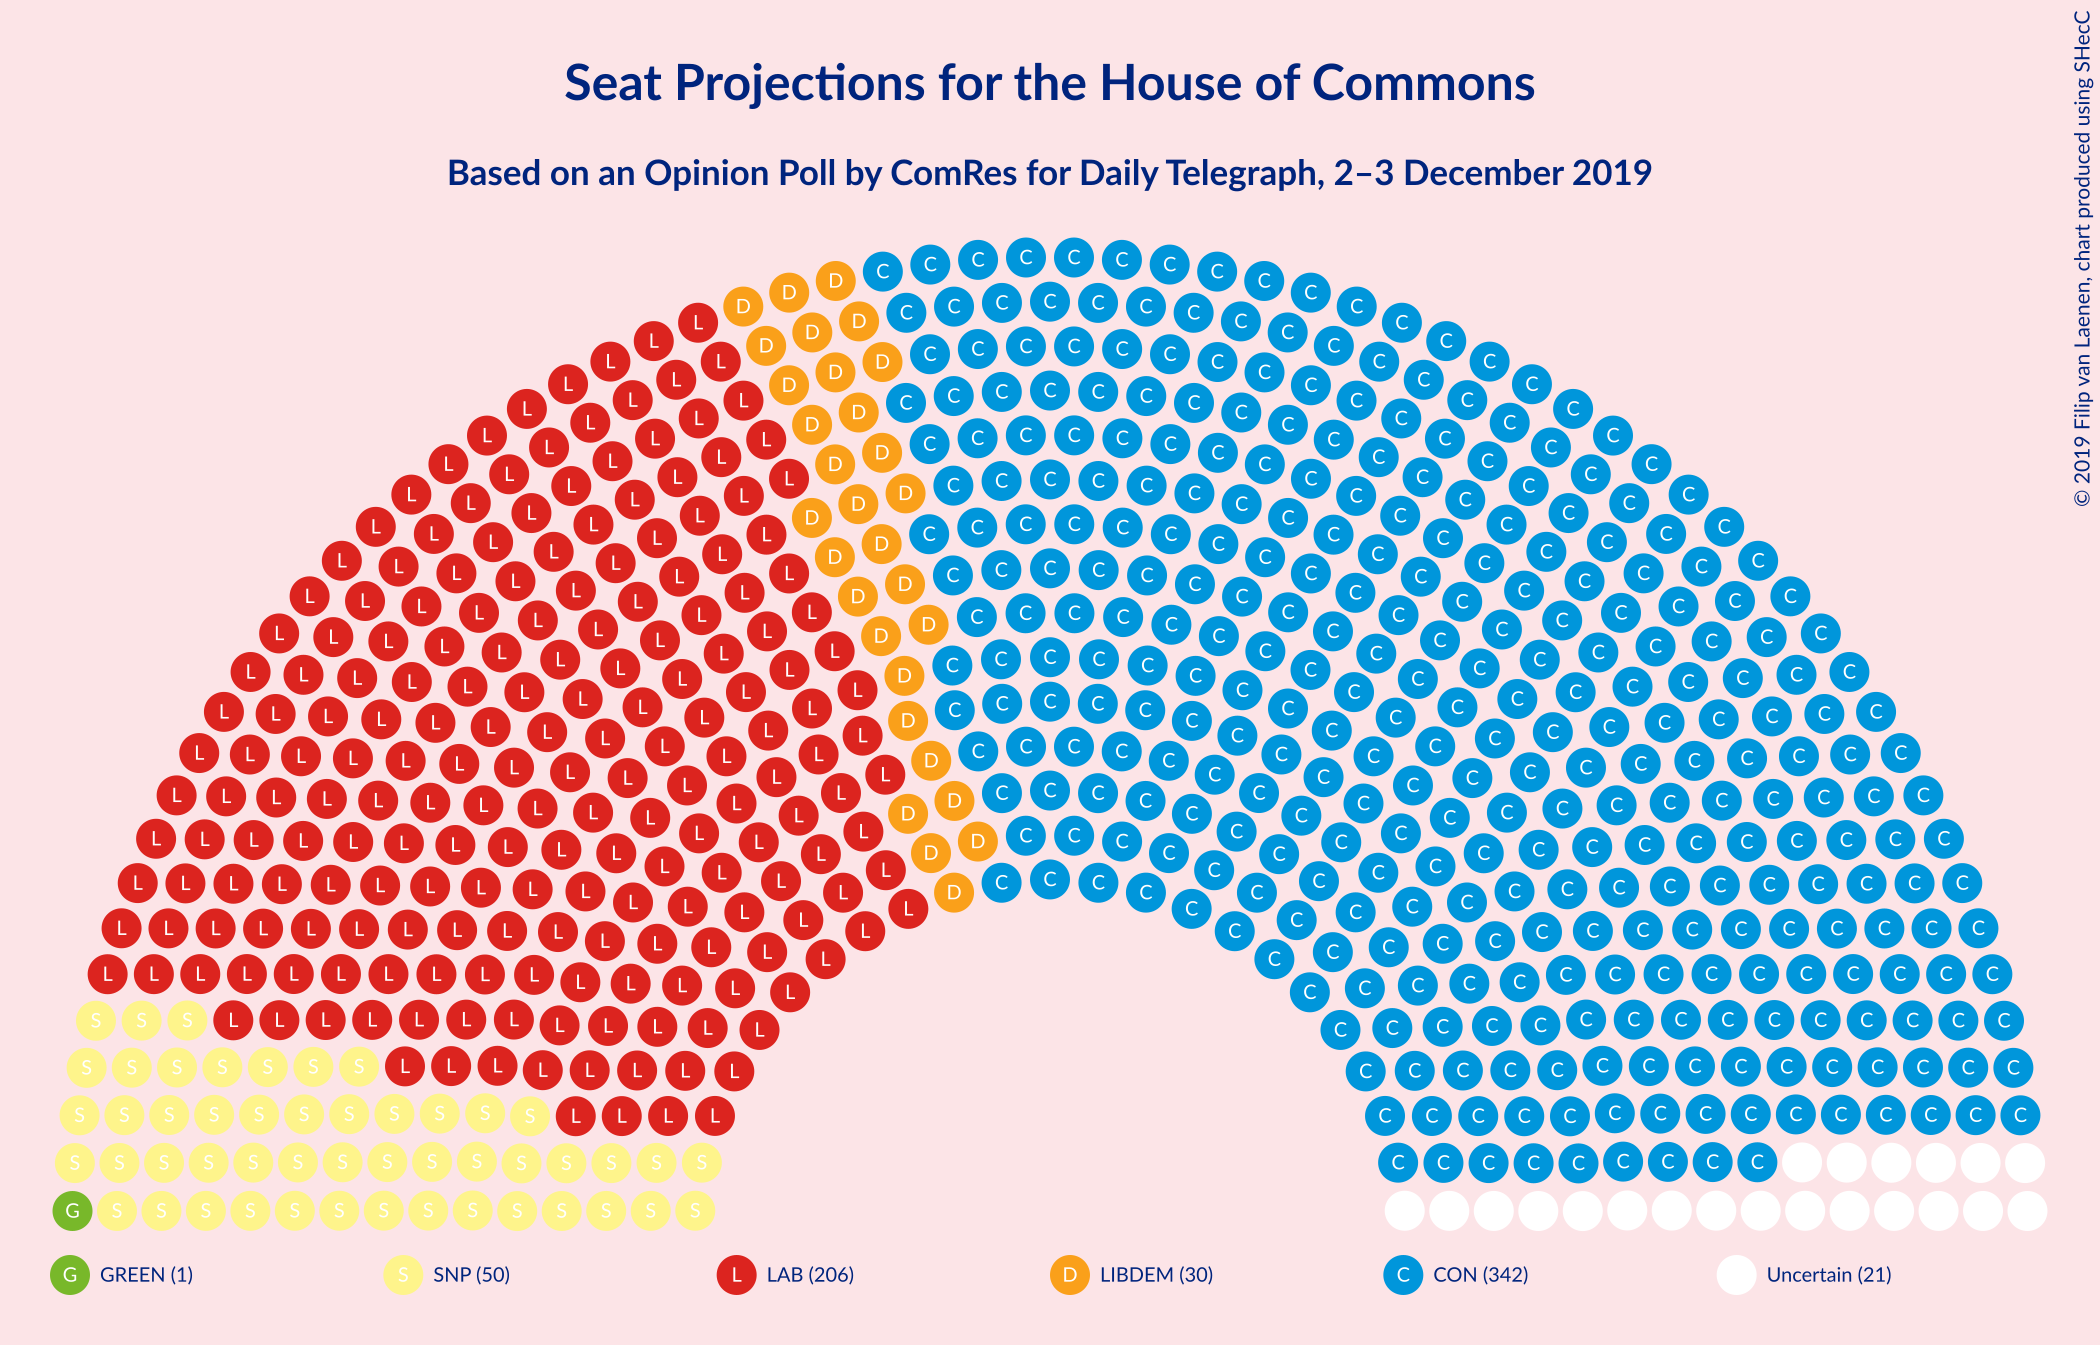 Seat Projections for the House of Commons
Based on an Opinion Poll by ComRes for Daily Telegraph, 2–3 December 2019
© 2019 Filip van Laenen, chart produced using SHecC
G GREEN (1)
S SNP (50)
L LAB (206)
D LIBDEM (30)
C CON (342)
Uncertain (21)